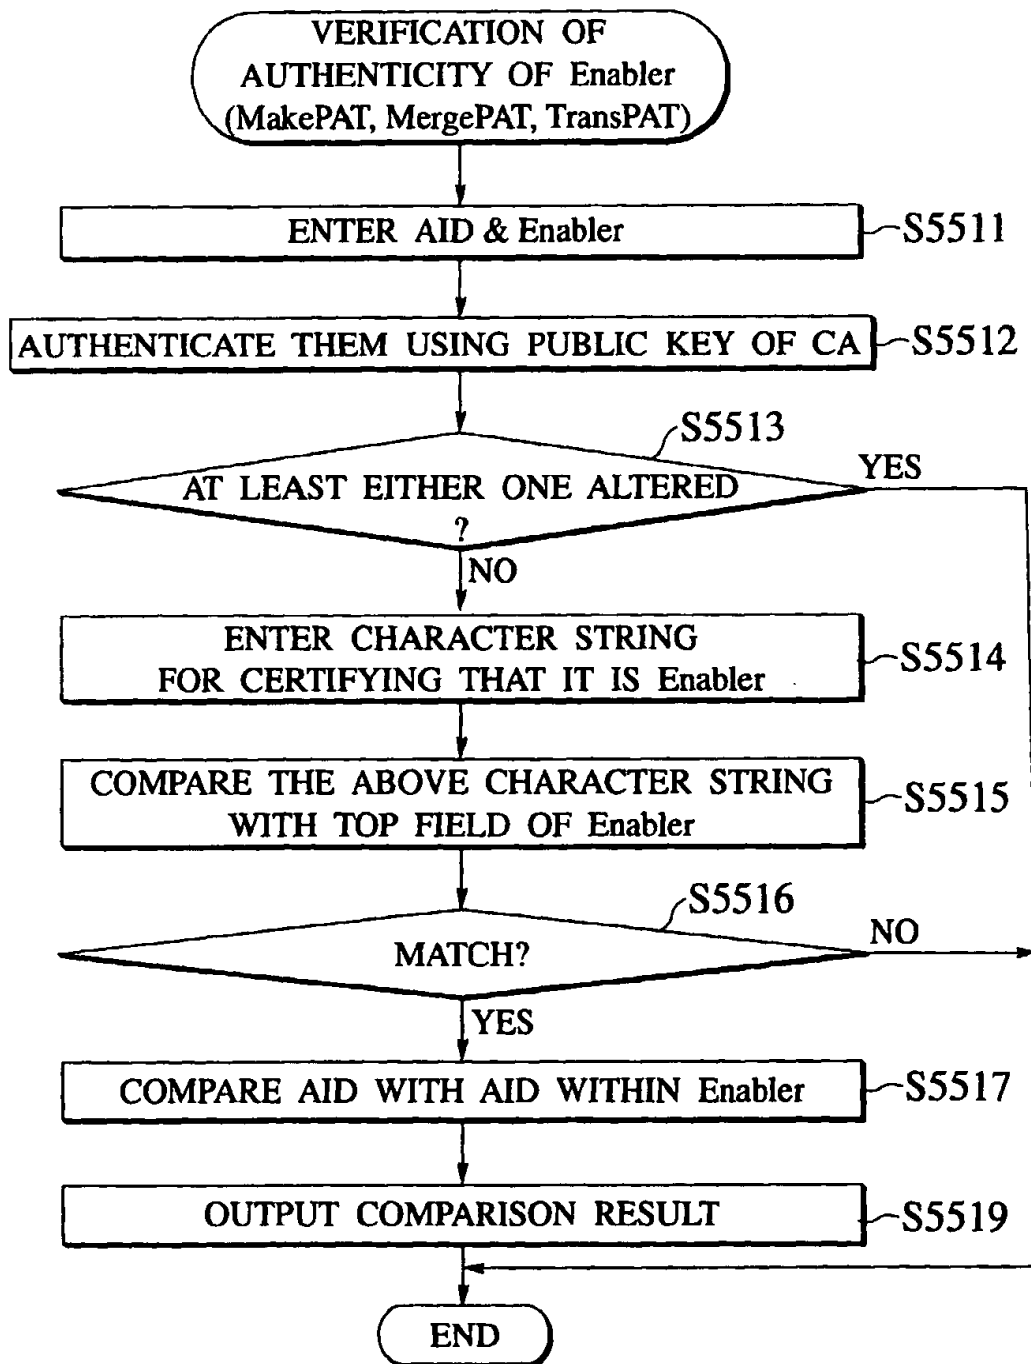 VERIFICATION OF
AUTHENTICITY OF Enabler
(MakePAT, MergePAT, TransPAT)
ENTER AID & Enabler
S5511
AUTHENTICATE THEM USING PUBLIC KEY OF CA
S5512
S5513
AT LEAST EITHER ONE ALTERED
?
YES
NO
ENTER CHARACTER STRING
FOR CERTIFYING THAT IT IS Enabler
S5514
COMPARE THE ABOVE CHARACTER STRING
WITH TOP FIELD OF Enabler
S5515
S5516
MATCH?
NO
YES
COMPARE AID WITH AID WITHIN Enabler
S5517
OUTPUT COMPARISON RESULT
S5519
END